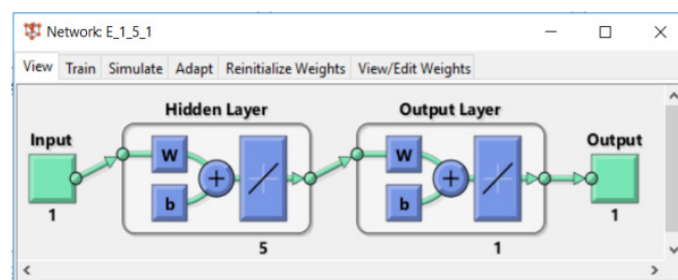 Network: E_1_5_1
View Train Simulate Adapt Reinitialize Weights View/Edit Weights
Hidden Layer Output Layer
Input Output
W W
b b
+ +
1 1
5 1